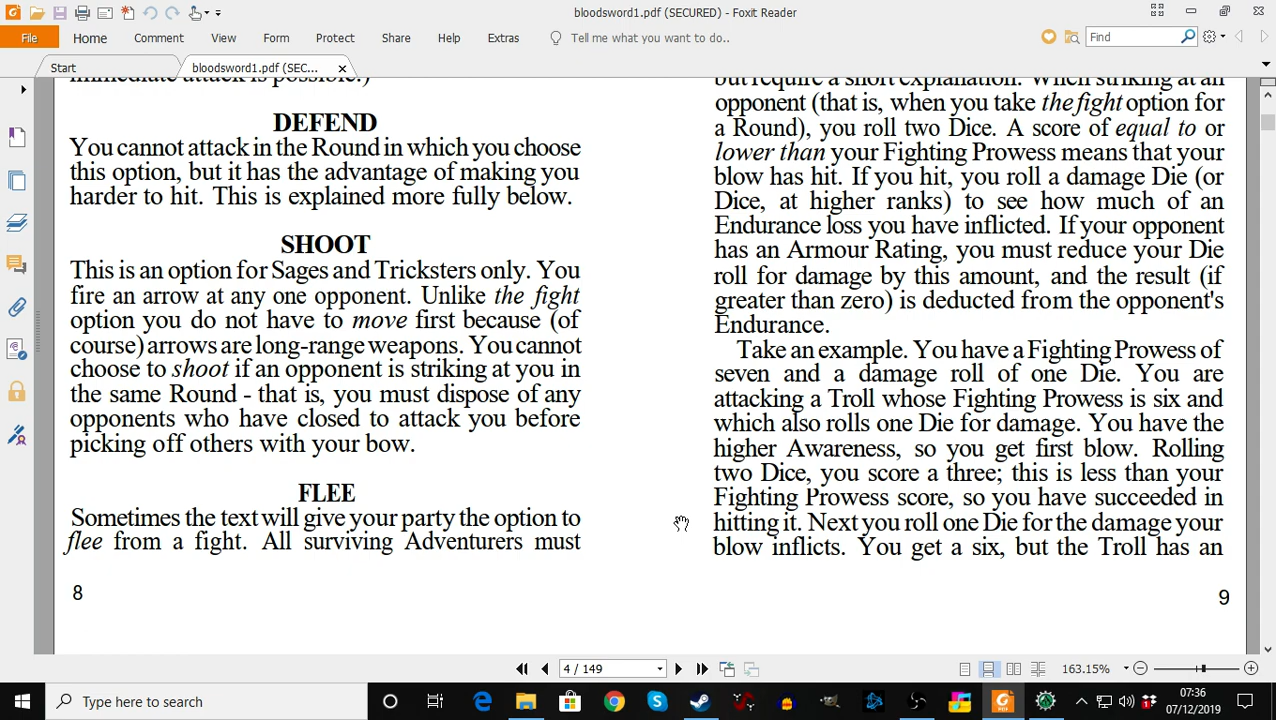 bloodsword1.pdf (SECURED) - Foxit Reader
File
Home
Comment
View
Form
Protect
Share
Help
Extras
Tell me what you want to do..
Find
Start
bloodsword1.pdf (SEC...
immediate attack is possible.)
DEFEND
You cannot attack in the Round in which you choose
this option, but it has the advantage of making you
harder to hit. This is explained more fully below.
SHOOT
This is an option for Sages and Tricksters only. You
fire an arrow at any one opponent. Unlike the fight
option you do not have to move first because (of
course) arrows are long-range weapons. You cannot
choose to shoot if an opponent is striking at you in
the same Round - that is, you must dispose of any
opponents who have closed to attack you before
picking off others with your bow.
FLEE
Sometimes the text will give your party the option to
flee from a fight. All surviving Adventurers must
8
but require a short explanation. When striking at an
opponent (that is, when you take the fight option for
a Round), you roll two Dice. A score of equal to or
lower than your Fighting Prowess means that your
blow has hit. If you hit, you roll a damage Die (or
Dice, at higher ranks) to see how much of an
Endurance loss you have inflicted. If your opponent
has an Armour Rating, you must reduce your Die
roll for damage by this amount, and the result (if
greater than zero) is deducted from the opponent's
Endurance.
Take an example. You have a Fighting Prowess of
seven and a damage roll of one Die. You are
attacking a Troll whose Fighting Prowess is six and
which also rolls one Die for damage. You have the
higher Awareness, so you get first blow. Rolling
two Dice, you score a three; this is less than your
Fighting Prowess score, so you have succeeded in
hitting it. Next you roll one Die for the damage your
blow inflicts. You get a six, but the Troll has an
9
4 / 149
163.15%
Type here to search
07:36
07/12/2019